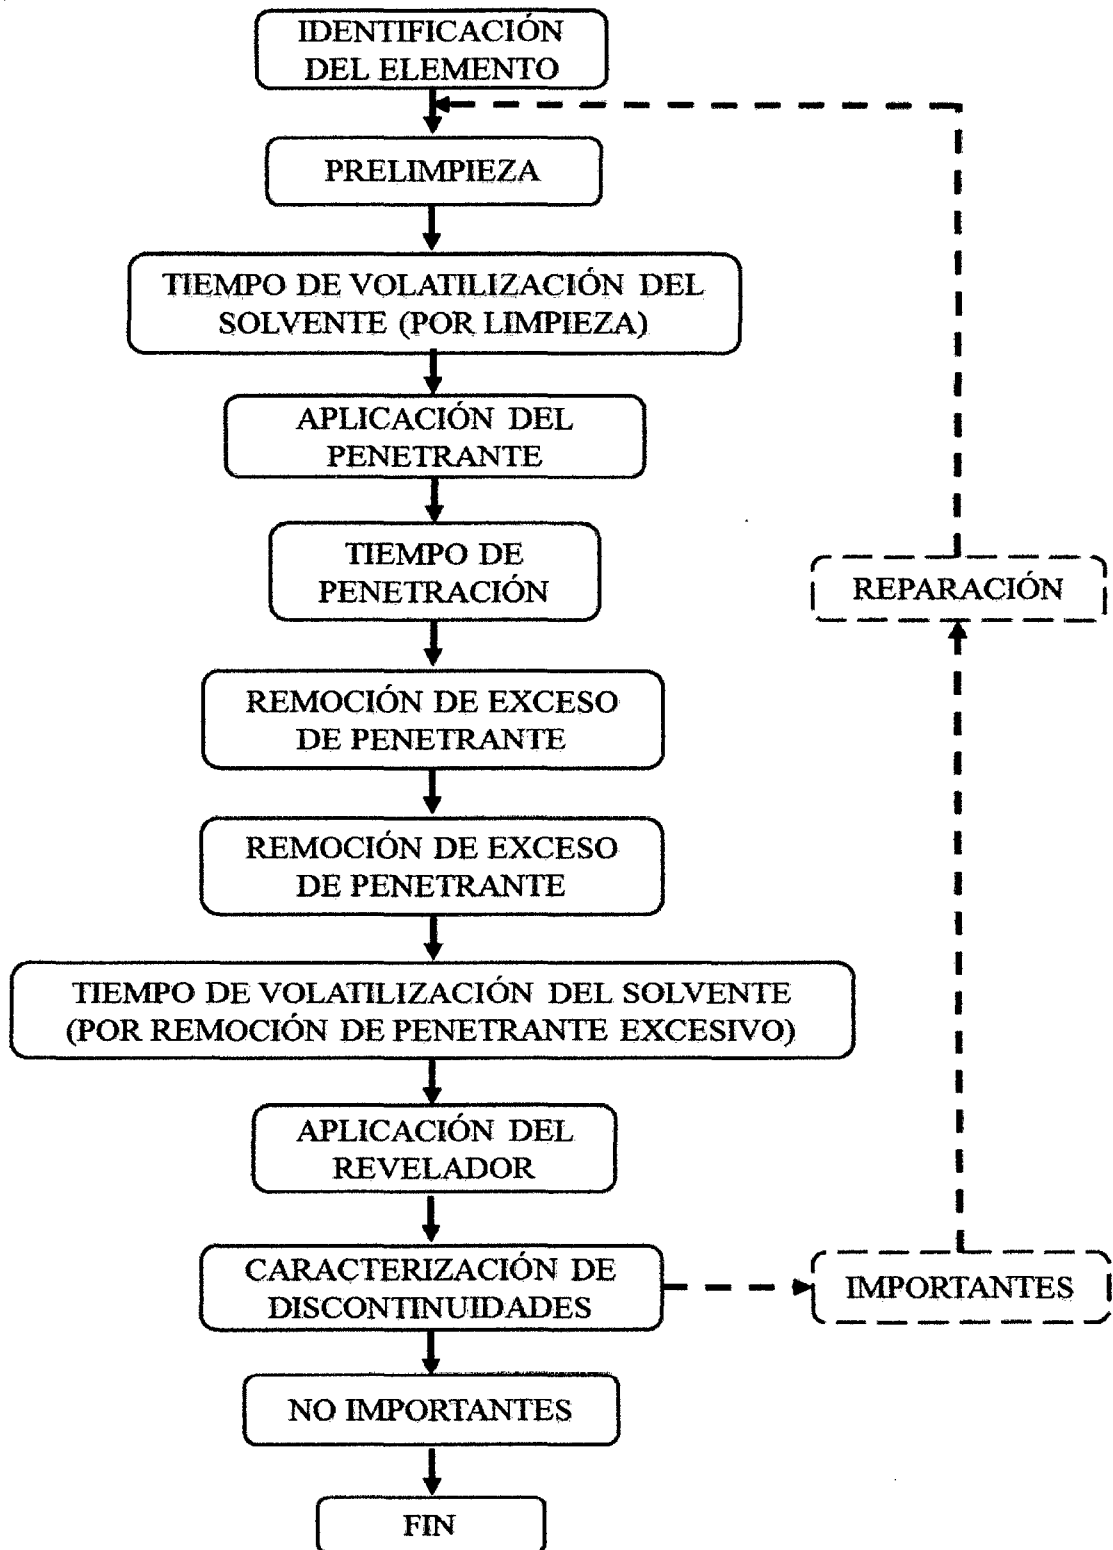 IDENTIFICACIÓN
DEL ELEMENTO
PRELIMPIEZA
TIEMPO DE VOLATILIZACIÓN DEL
SOLVENTE (POR LIMPIEZA)
APLICACIÓN DEL
PENETRANTE
TIEMPO DE
PENETRACIÓN
REPARACIÓN
REMOCIÓN DE EXCESO
DE PENETRANTE
REMOCIÓN DE EXCESO
DE PENETRANTE
TIEMPO DE VOLATILIZACIÓN DEL SOLVENTE
(POR REMOCIÓN DE PENETRANTE EXCESIVO)
APLICACIÓN DEL
REVELADOR
CARACTERIZACIÓN DE
DISCONTINUIDADES
IMPORTANTES
NO IMPORTANTES
FIN